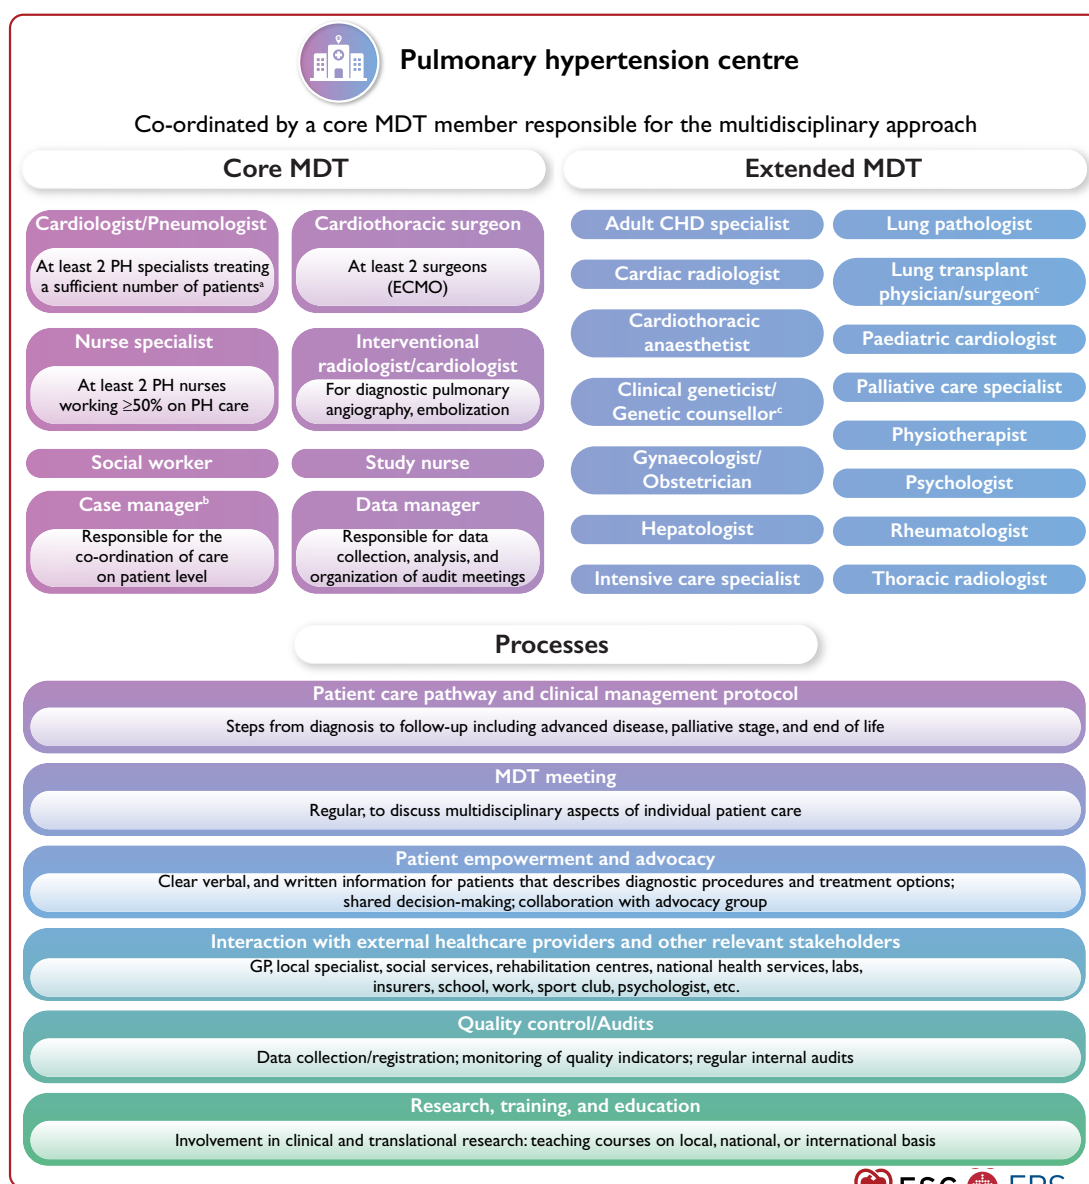 Pulmonary hypertension centre
Co-ordinated by a core MDT member responsible for the multidisciplinary approach
Core MDT
Cardiologist/Pneumologist
At least 2 PH specialists treating
a sufficient number of patientsᵃ
Cardiothoracic surgeon
At least 2 surgeons
(ECMO)
Nurse specialist
At least 2 PH nurses
working ≥50% on PH care
Interventional
radiologist/cardiologist
For diagnostic pulmonary
angiography, embolization
Social worker
Study nurse
Case managerᵇ
Responsible for the
co-ordination of care
on patient level
Data manager
Responsible for data
collection, analysis, and
organization of audit meetings
Extended MDT
Adult CHD specialist
Cardiac radiologist
Cardiothoracic
anaesthetist
Clinical geneticist/
Genetic counsellorᶜ
Gynaecologist/
Obstetrician
Hepatologist
Intensive care specialist
Lung pathologist
Lung transplant
physician/surgeonᶜ
Paediatric cardiologist
Palliative care specialist
Physiotherapist
Psychologist
Rheumatologist
Thoracic radiologist
Processes
Patient care pathway and clinical management protocol
Steps from diagnosis to follow-up including advanced disease, palliative stage, and end of life
MDT meeting
Regular, to discuss multidisciplinary aspects of individual patient care
Patient empowerment and advocacy
Clear verbal, and written information for patients that describes diagnostic procedures and treatment options;
shared decision-making; collaboration with advocacy group
Interaction with external healthcare providers and other relevant stakeholders
GP, local specialist, social services, rehabilitation centres, national health services, labs,
insurers, school, work, sport club, psychologist, etc.
Quality control/Audits
Data collection/registration; monitoring of quality indicators; regular internal audits
Research, training, and education
Involvement in clinical and translational research: teaching courses on local, national, or international basis
ESC ERS